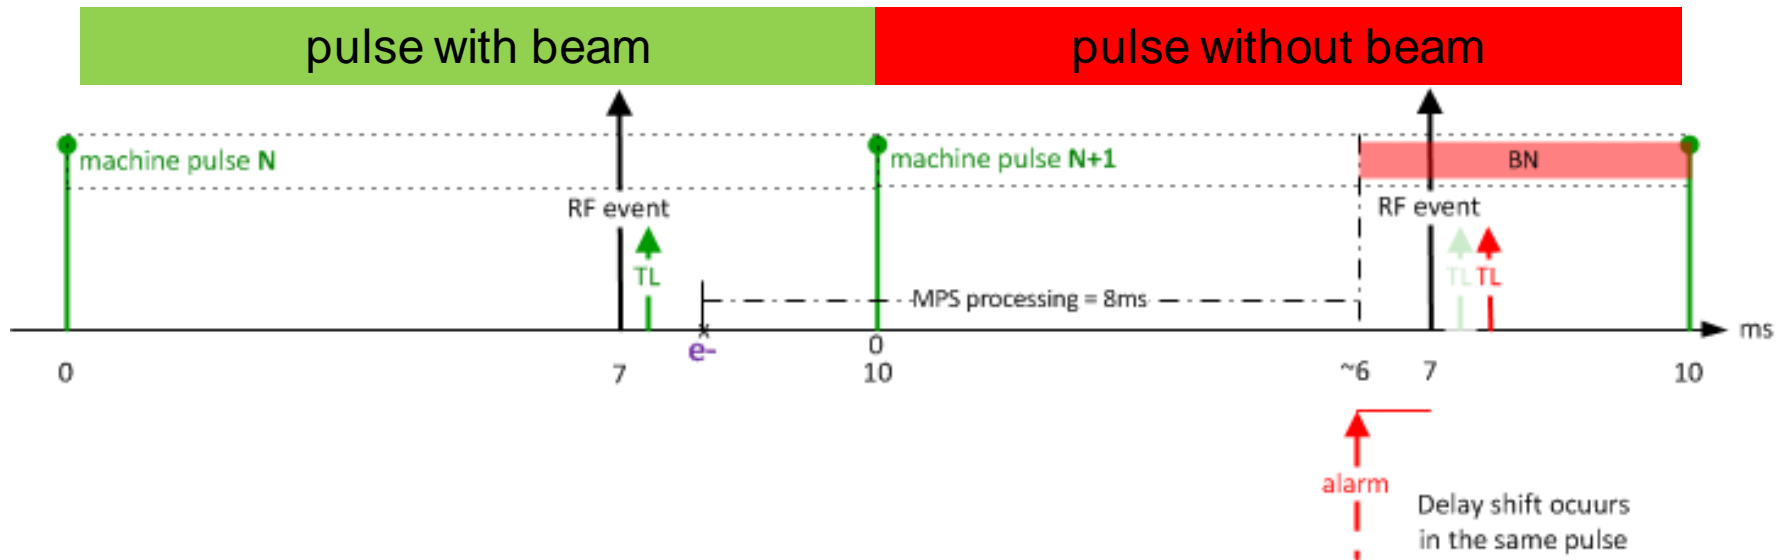 pulse with beam
pulse without beam
machine pulse N
machine pulse N+1
BN
RF event
RF event
TL
TL
TL
MPS processing = 8ms
e-
ms
0
0
7
10
~6
7
10
alarm
Delay shift ocuurs
in the same pulse